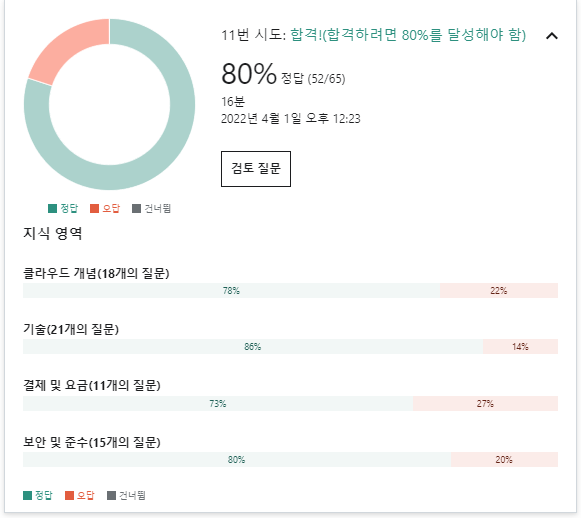 11번 시도: 합격!(합격하려면 80%를 달성해야 함)
80% 정답 (52/65)
16분
2022년 4월 1일 오후 12:23
검토 질문
정답 오답 건너뜀
지식 영역
클라우드 개념(18개의 질문)
78% 22%
기술(21개의 질문)
86% 14%
결제 및 요금(11개의 질문)
73% 27%
보안 및 준수(15개의 질문)
80% 20%
정답 오답 건너뜀